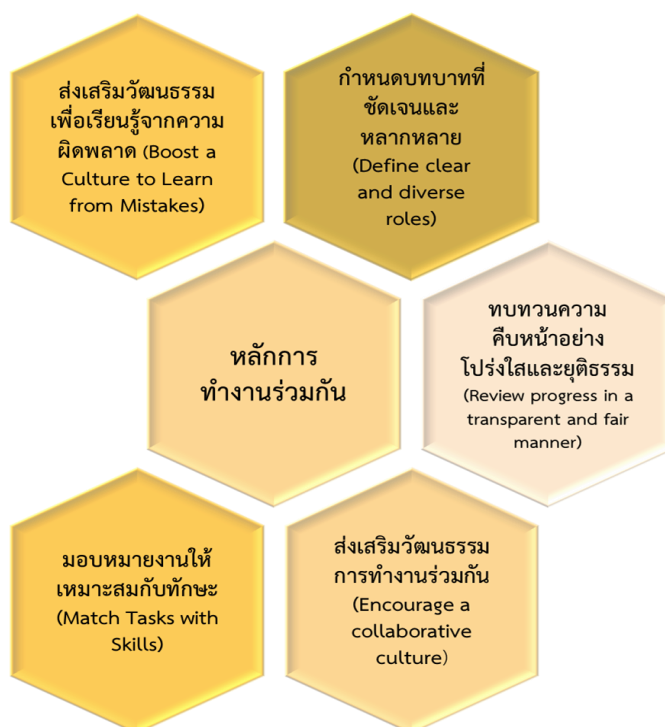 ส่งเสริมวัฒนธรรม
เพื่อเรียนรู้จากความ
ผิดพลาด (Boost a
Culture to Learn
from Mistakes)
กำหนดบทบาทที่
ชัดเจนและ
หลากหลาย
(Define clear
and diverse
roles)
หลักการ
ทำงานร่วมกัน
ทบทวนความ
คืบหน้าอย่าง
โปร่งใสและยุติธรรม
(Review progress in a
transparent and fair
manner)
มอบหมายงานให้
เหมาะสมกับทักษะ
(Match Tasks with
Skills)
ส่งเสริมวัฒนธรรม
การทำงานร่วมกัน
(Encourage a
collaborative
culture)